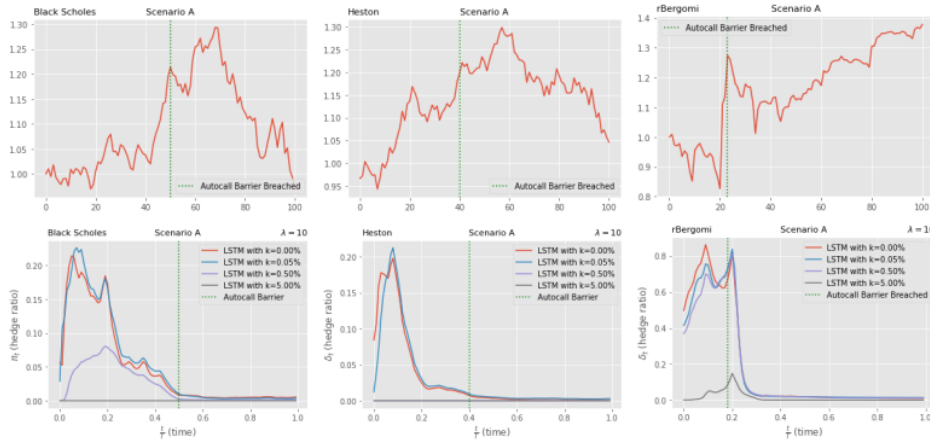 Black Scholes Scenario A
1.30
1.25
1.20
1.15
1.10
1.05
1.00
Autocall Barrier Breached
0 20 40 60 80 100
Heston Scenario A
1.30
1.25
1.20
1.15
1.10
1.05
1.00
0.95
Autocall Barrier Breached
0 20 40 60 80 100
rBergomi Scenario A
1.4
Autocall Barrier Breached
1.3
1.2
1.1
1.0
0.9
0.8
0 20 40 60 80 100
Black Scholes Scenario A λ = 10
LSTM with k=0.00%
LSTM with k=0.05%
LSTM with k=0.50%
LSTM with k=5.00%
Autocall Barrier
0.20
0.15
0.10
0.05
0.00
n_t (hedge ratio)
0.0 0.2 0.4 0.6 0.8 1.0
t/T (time)
Heston Scenario A λ = 10
LSTM with k=0.00%
LSTM with k=0.05%
LSTM with k=0.50%
LSTM with k=5.00%
Autocall Barrier
0.20
0.15
0.10
0.05
0.00
δ_t (hedge ratio)
0.0 0.2 0.4 0.6 0.8 1.0
t/T (time)
rBergomi Scenario A λ = 10
LSTM with k=0.00%
LSTM with k=0.05%
LSTM with k=0.50%
LSTM with k=5.00%
Autocall Barrier Breached
0.8
0.6
0.4
0.2
0.0
δ_t (hedge ratio)
0.0 0.2 0.4 0.6 0.8 1.0
t/T (time)